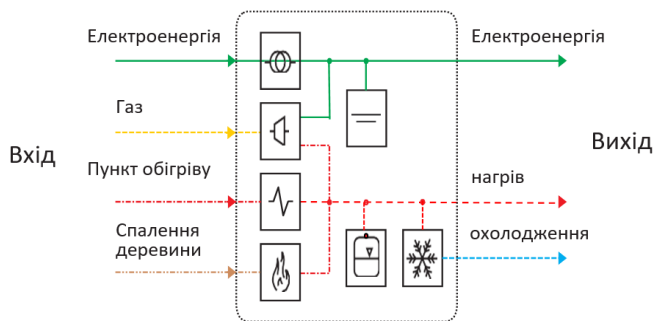 Електроенергія
Електроенергія
Газ
Вхід
Вихід
Пункт обігріву
нагрів
Спалення
деревини
охолодження